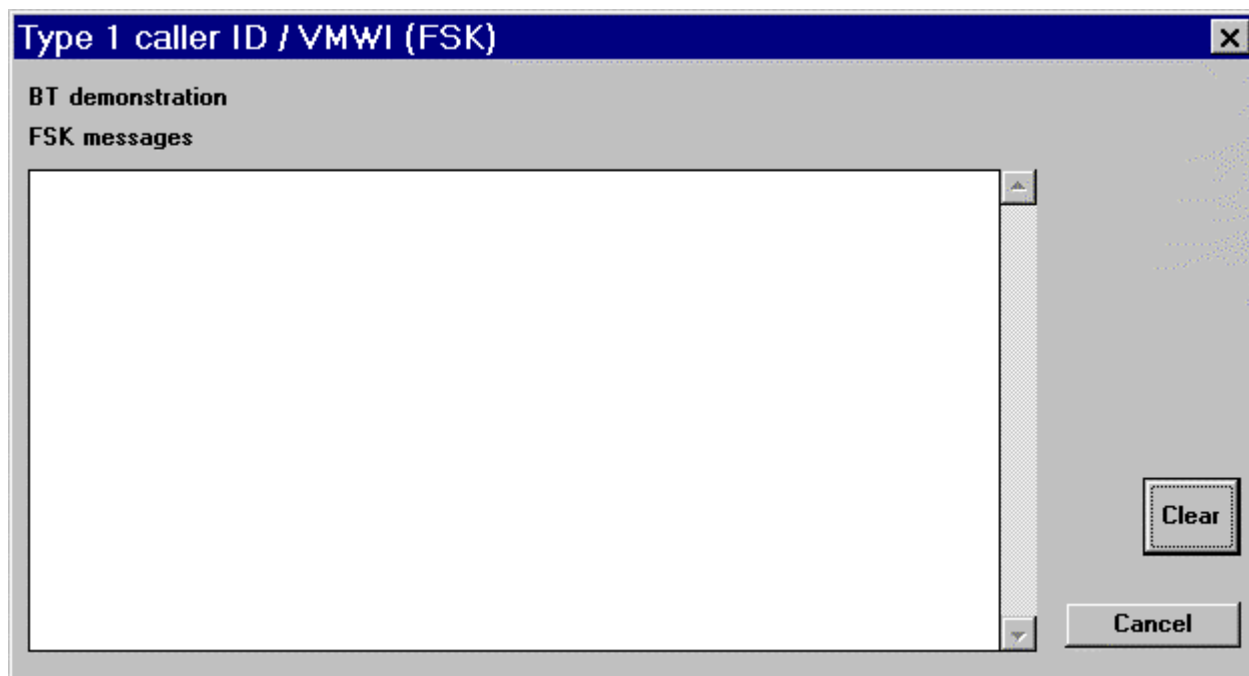 Type 1 caller ID / VMWI (FSK)
BT demonstration
FSK messages
Clear
Cancel